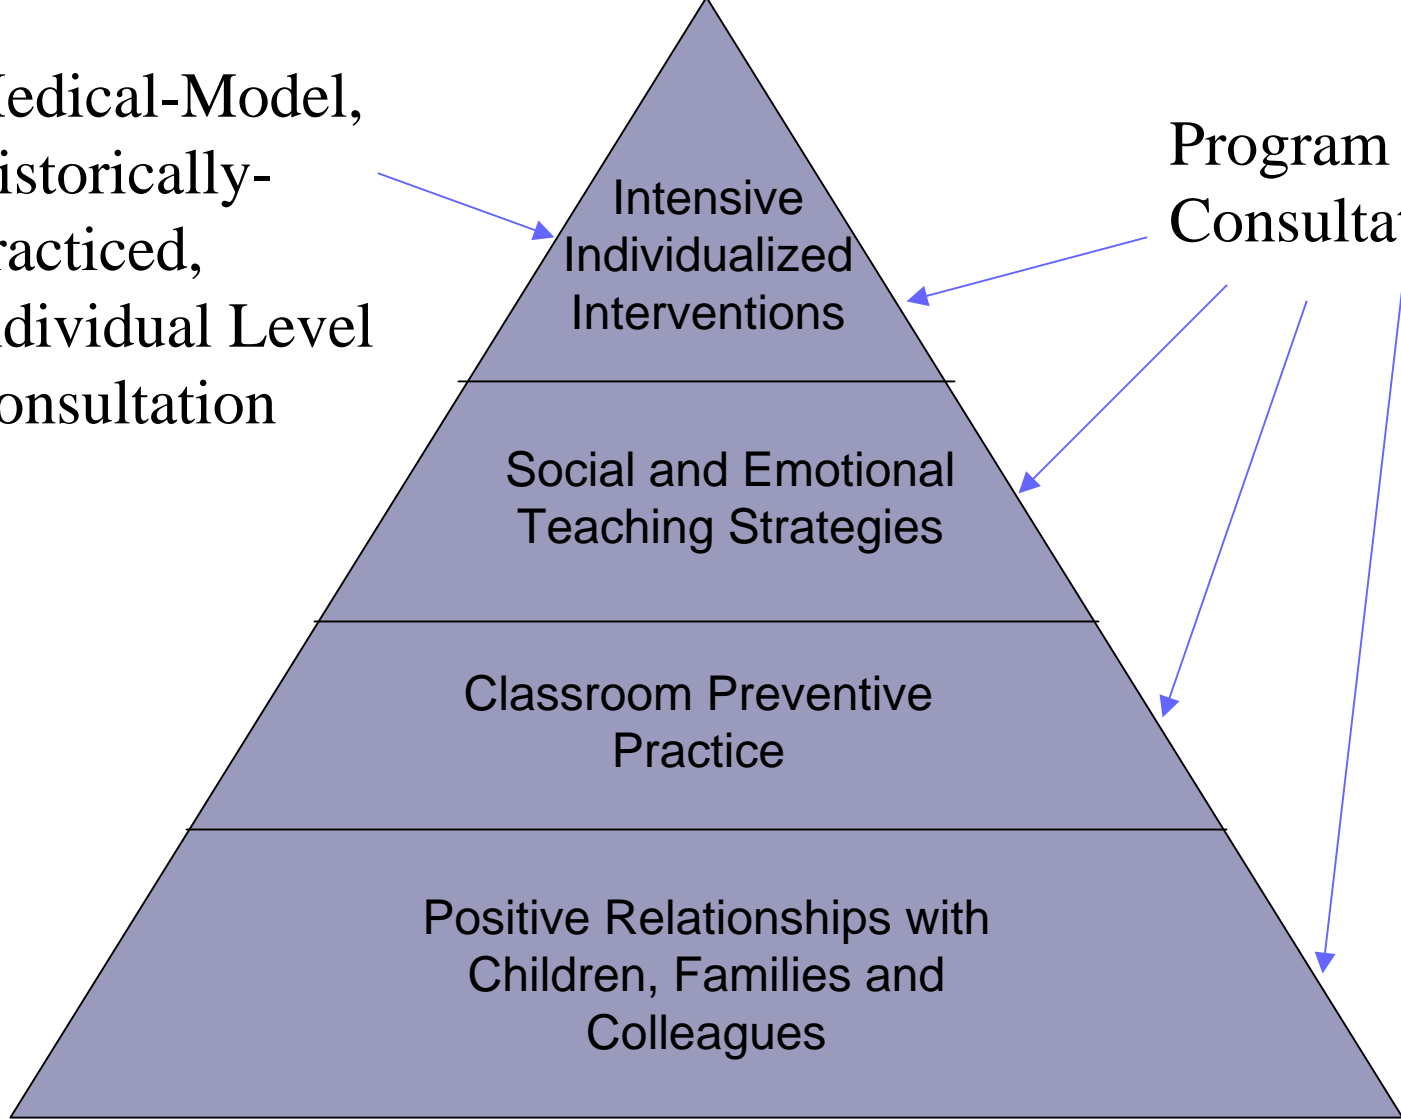 edical-Model,
istorically-
racticed,
dividual Level
onsultation
Program
Consultat
Intensive
Individualized
Interventions
Social and Emotional
Teaching Strategies
Classroom Preventive
Practice
Positive Relationships with
Children, Families and
Colleagues